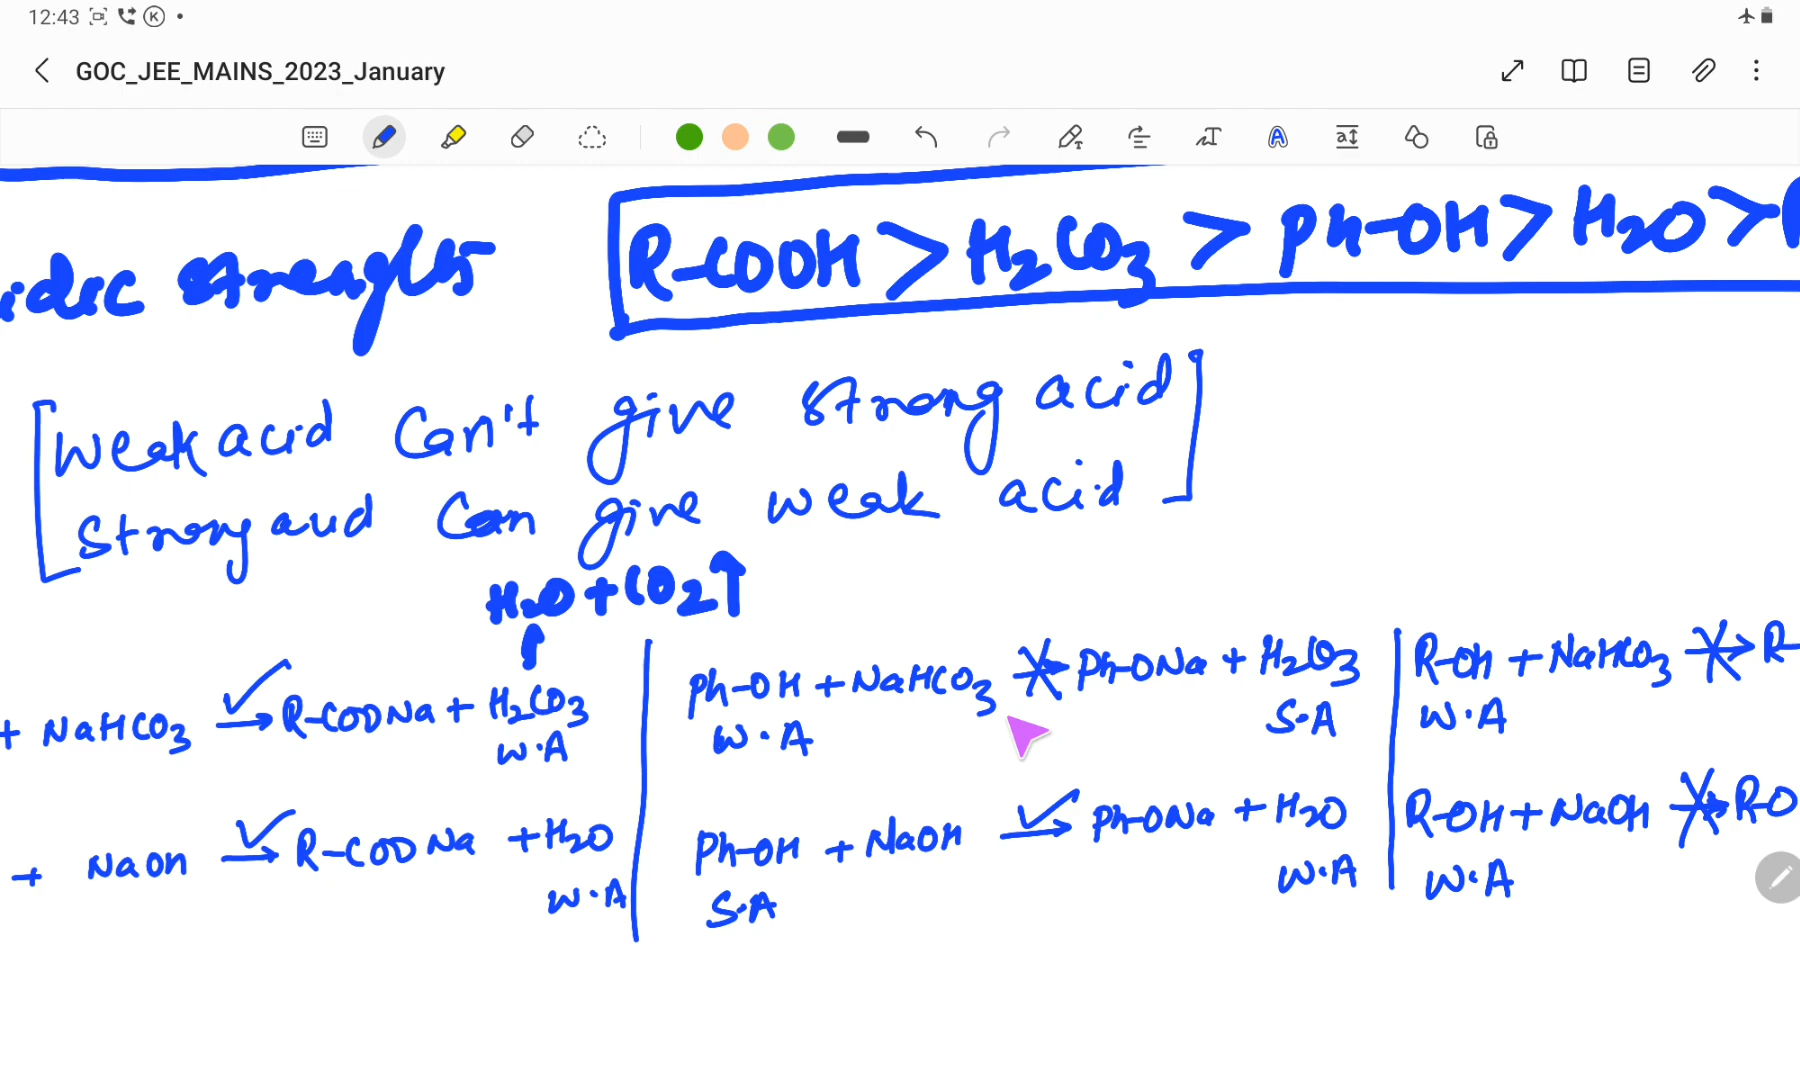 12:43
GOC_JEE_MAINS_2023_January
idic strength R-COOH > H2CO3 > Ph-OH > H2O >
[Weak acid Can't give strong acid]
Strong acid Can give weak acid
H2O + CO2↑
+ NaHCO3 → R-COONa + H2CO3
W.A
+ NaOH → R-COONa + H2O
W.A
Ph-OH + NaHCO3 → Ph-ONa + H2CO3
W.A S.A
Ph-OH + NaOH → Ph-ONa + H2O
S.A W.A
R-OH + NaHCO3 → R-
W.A
R-OH + NaOH → R-O
W.A